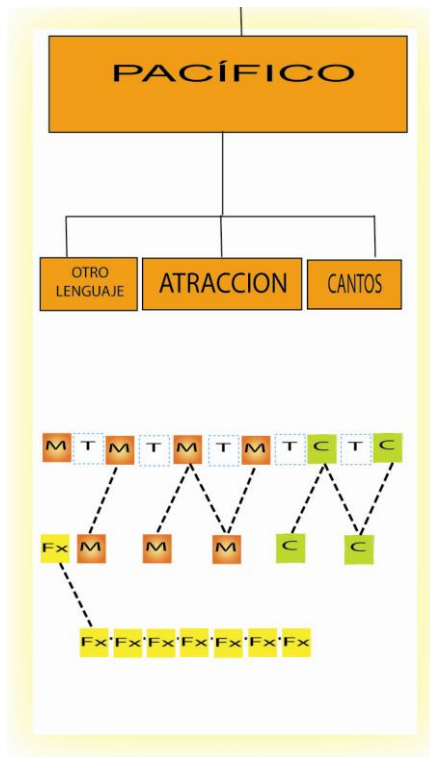 PACÍFICO
OTRO
LENGUAJE
ATRACCION
CANTOS
M T M T M T M T C T C
Fx M M M C C
Fx Fx Fx Fx Fx Fx Fx